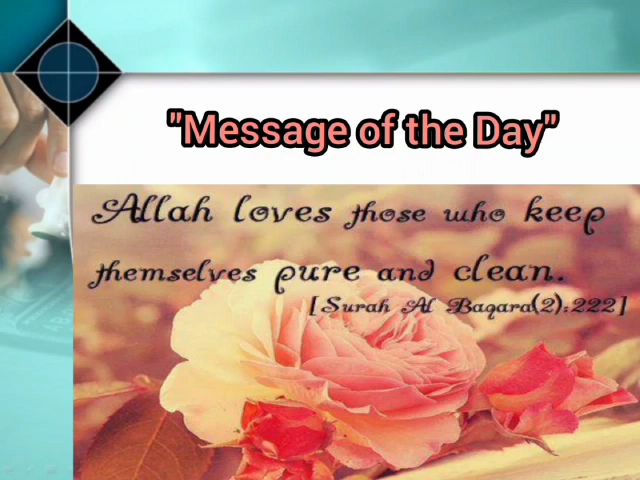 "Message of the Day"
Allah loves those who keep
themselves pure and clean.
[Surah Al Baqara(2):222]